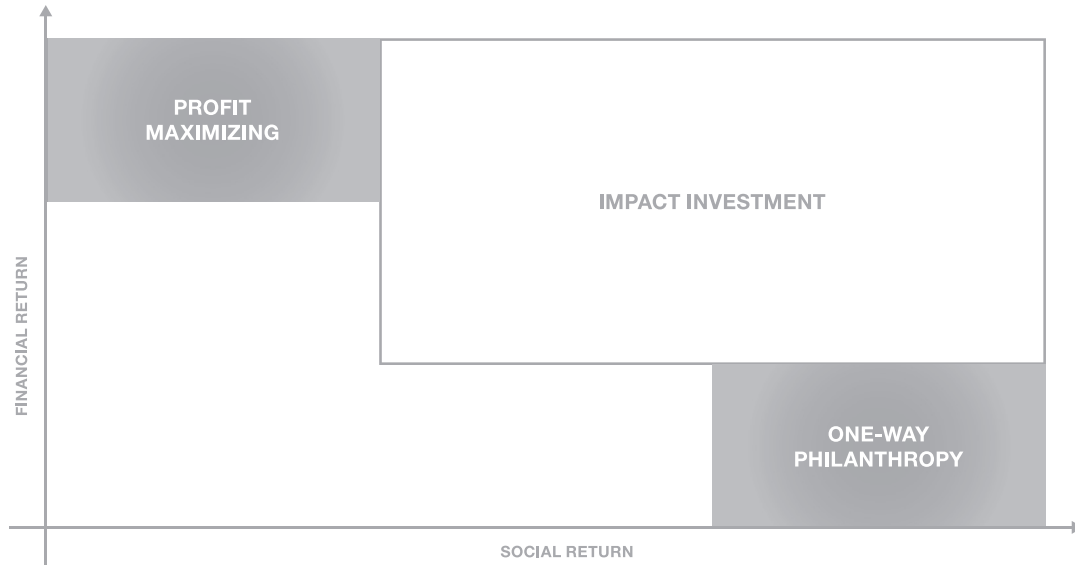 PROFIT
MAXIMIZING
IMPACT INVESTMENT
FINANCIAL RETURN
ONE-WAY
PHILANTHROPY
SOCIAL RETURN